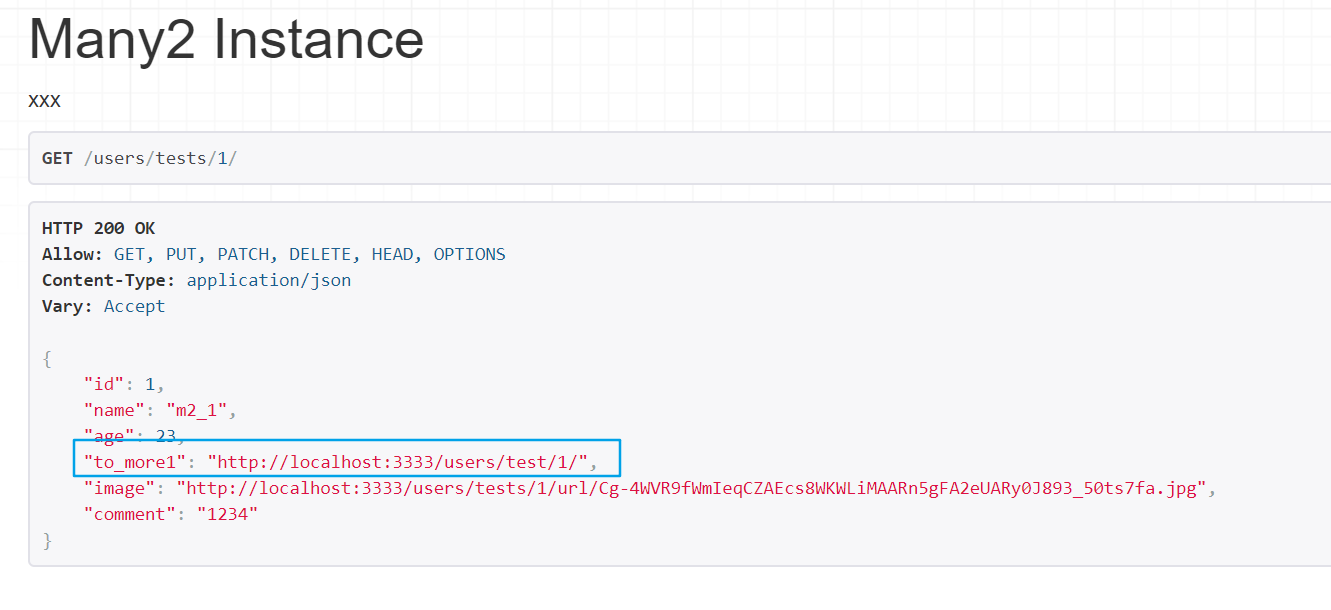 Many2 Instance
xxx
GET /users/tests/1/
HTTP 200 OK
Allow: GET, PUT, PATCH, DELETE, HEAD, OPTIONS
Content-Type: application/json
Vary: Accept
{
"id": 1,
"name": "m2_1",
"age": 23,
"to_more1": "http://localhost:3333/users/test/1/",
"image": "http://localhost:3333/users/tests/1/url/Cg-4WVR9fWmIeqCZAEcs8WKWLiMAARn5gFA2eUARy0J893_50ts7fa.jpg",
"comment": "1234"
}